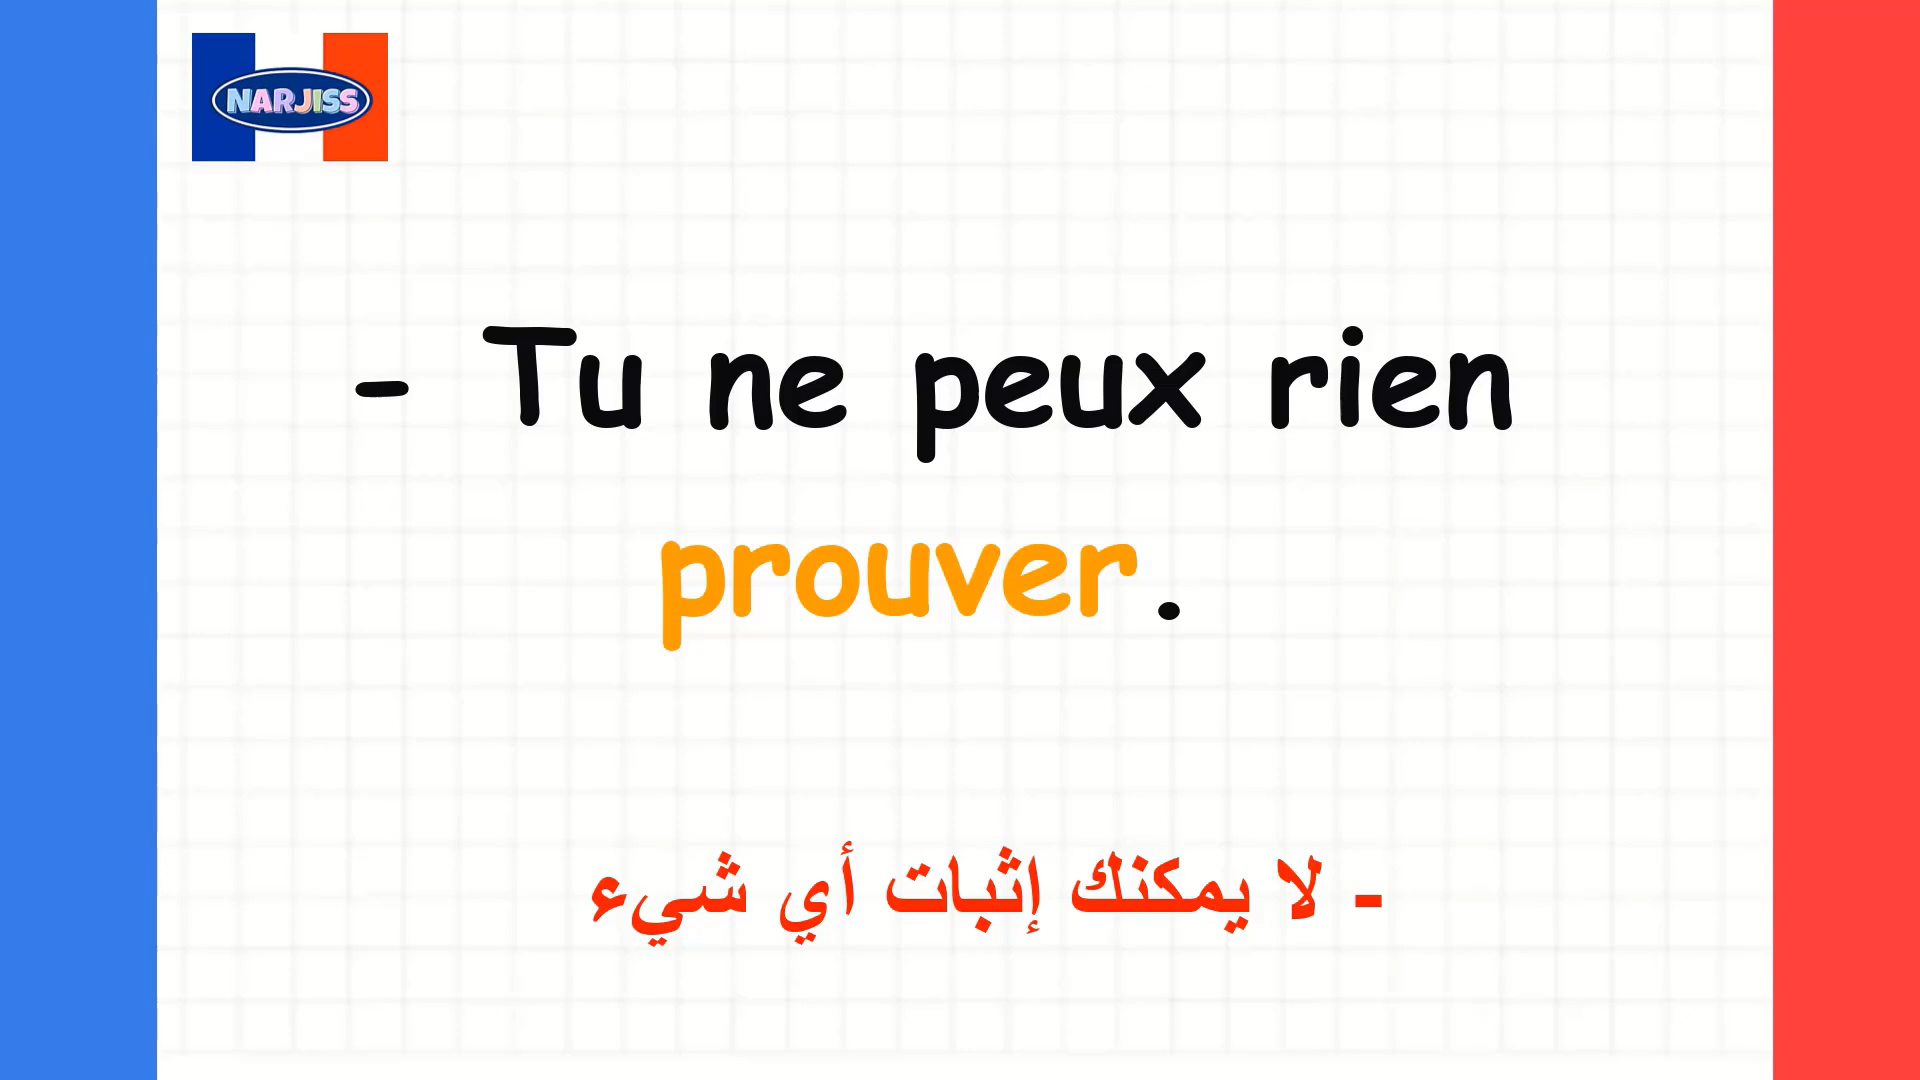 NARJISS
- Tu ne peux rien
prouver.
- لا يمكنك إثبات أي شيء